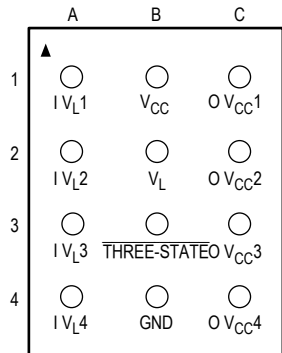 A B C
1
I VL1 VCC O VCC1
2
I VL2 VL O VCC2
3
I VL3 THREE-STATE O VCC3
4
I VL4 GND O VCC4